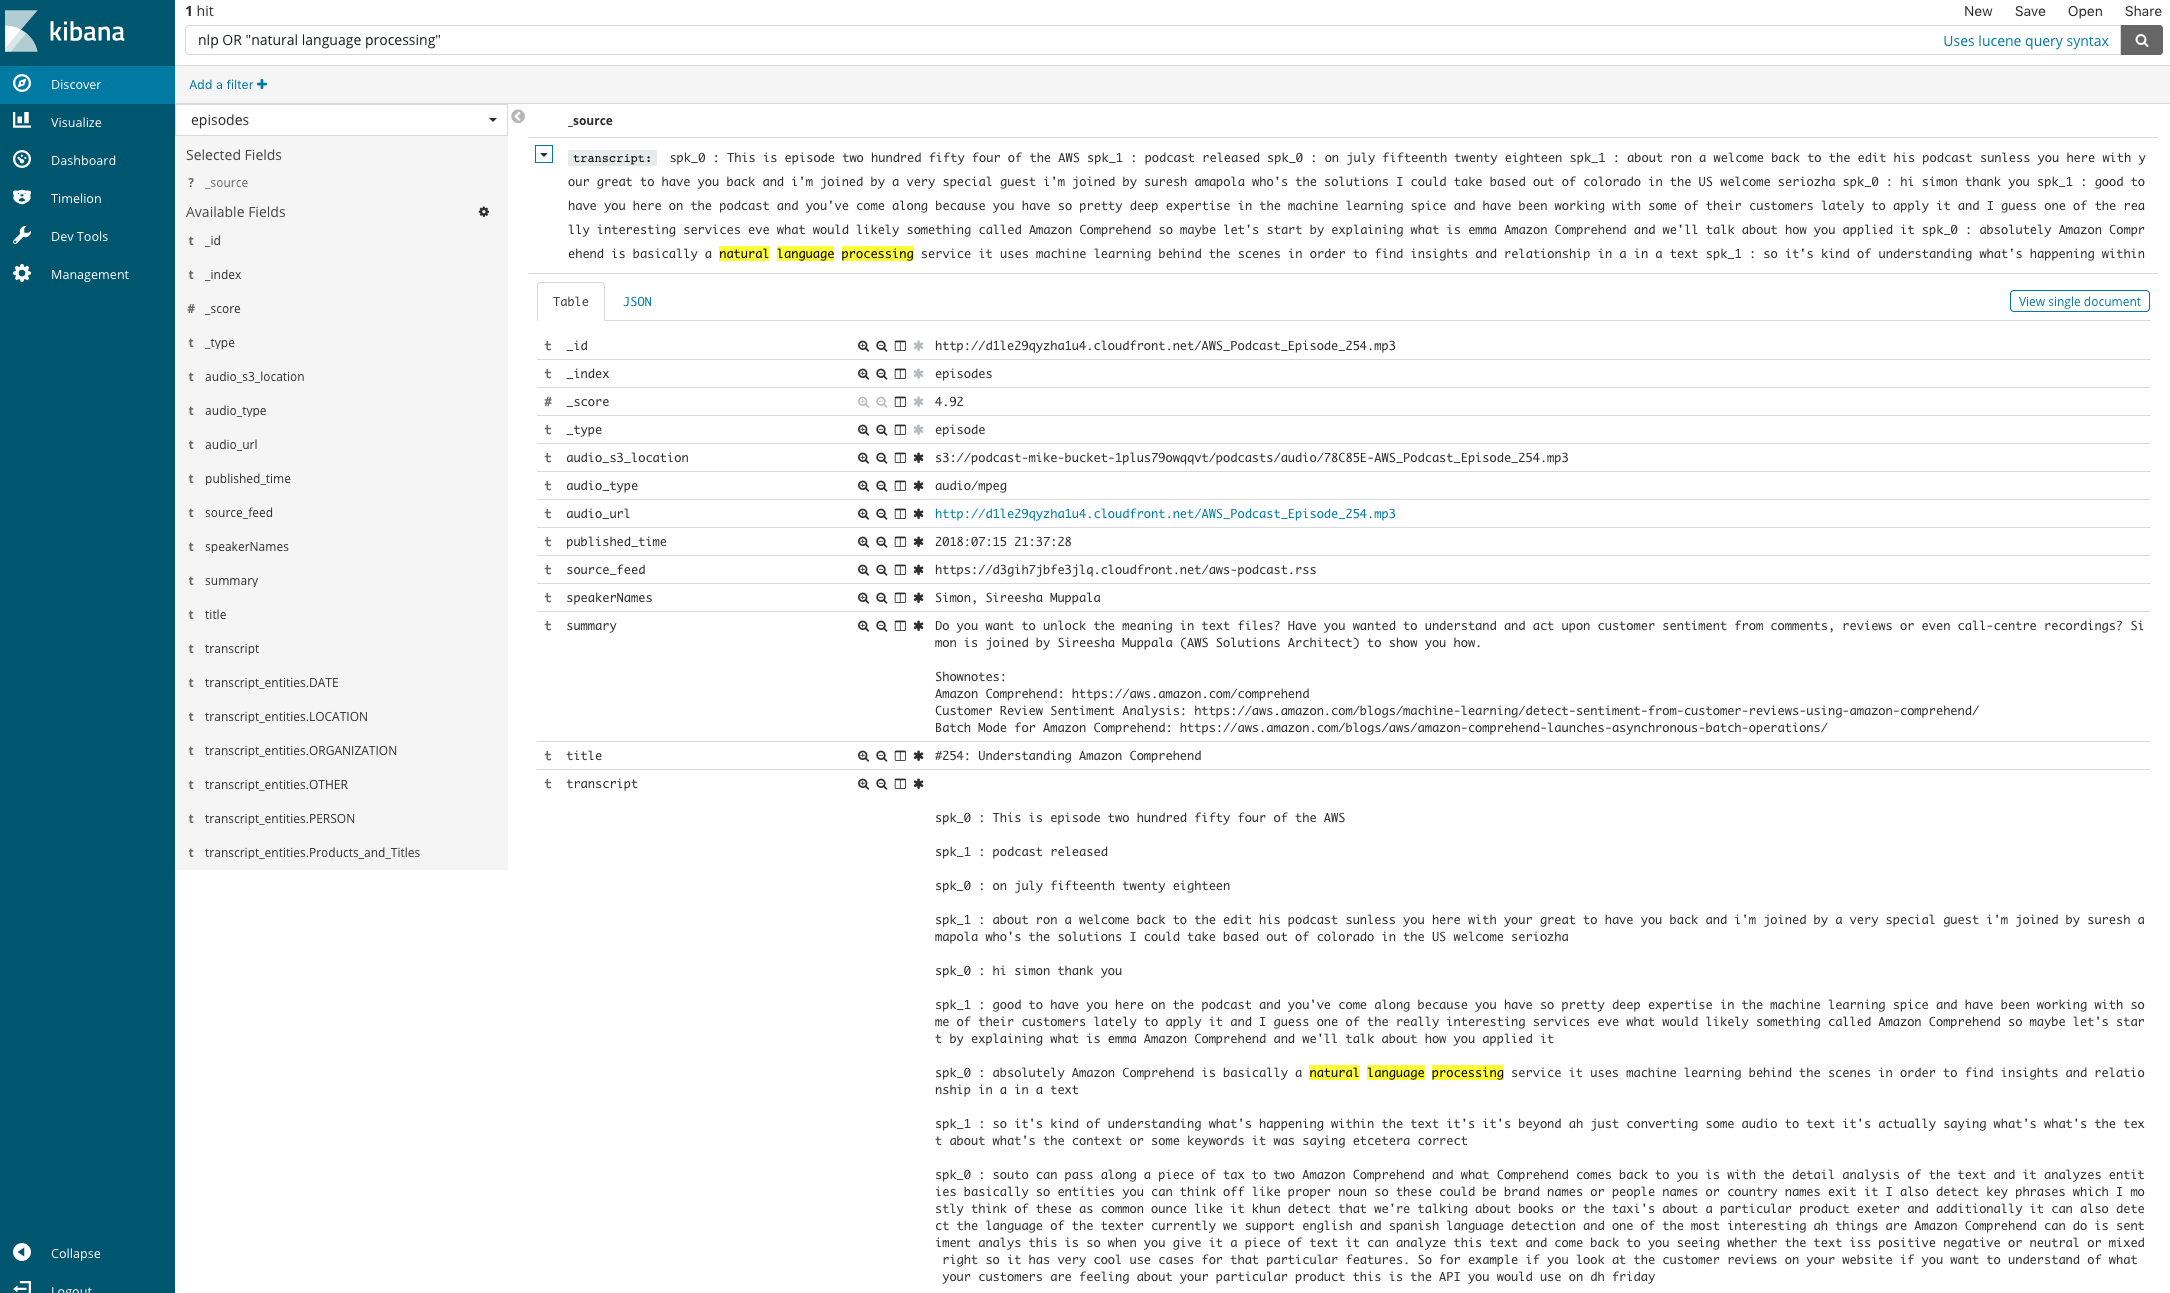 kibana
Discover
Visualize
Dashboard
Timelion
Dev Tools
Management
Collapse
Logout
1 hit
New Save Open Share
nlp OR "natural language processing"
Uses lucene query syntax
Add a filter +
episodes
Selected Fields
? _source
Available Fields
t _id
t _index
# _score
t _type
t audio_s3_location
t audio_type
t audio_url
t published_time
t source_feed
t speakerNames
t summary
t title
t transcript
t transcript_entities.DATE
t transcript_entities.LOCATION
t transcript_entities.ORGANIZATION
t transcript_entities.OTHER
t transcript_entities.PERSON
t transcript_entities.Products_and_Titles
_source
transcript: spk_0 : This is episode two hundred fifty four of the AWS spk_1 : podcast released spk_0 : on july fifteenth twenty eighteen spk_1 : about ron a welcome back to the edit his podcast sunless you here with y
our great to have you back and i'm joined by a very special guest i'm joined by suresh amapola who's the solutions I could take based out of colorado in the US welcome seriozha spk_0 : hi simon thank you spk_1 : good to
have you here on the podcast and you've come along because you have so pretty deep expertise in the machine learning spice and have been working with some of their customers lately to apply it and I guess one of the rea
lly interesting services eve what would likely something called Amazon Comprehend so maybe let's start by explaining what is emma Amazon Comprehend and we'll talk about how you applied it spk_0 : absolutely Amazon Compr
ehend is basically a natural language processing service it uses machine learning behind the scenes in order to find insights and relationship in a in a text spk_1 : so it's kind of understanding what's happening within
Table JSON
View single document
t _id http://d1le29qyzha1u4.cloudfront.net/AWS_Podcast_Episode_254.mp3
t _index episodes
# _score 4.92
t _type episode
t audio_s3_location s3://podcast-mike-bucket-1plus79owqqvt/podcasts/audio/78C85E-AWS_Podcast_Episode_254.mp3
t audio_type audio/mpeg
t audio_url http://d1le29qyzha1u4.cloudfront.net/AWS_Podcast_Episode_254.mp3
t published_time 2018:07:15 21:37:28
t source_feed https://d3gih7jbfe3jlq.cloudfront.net/aws-podcast.rss
t speakerNames Simon, Sireesha Muppala
t summary Do you want to unlock the meaning in text files? Have you wanted to understand and act upon customer sentiment from comments, reviews or even call-centre recordings? Si
mon is joined by Sireesha Muppala (AWS Solutions Architect) to show you how.
Shownotes:
Amazon Comprehend: https://aws.amazon.com/comprehend
Customer Review Sentiment Analysis: https://aws.amazon.com/blogs/machine-learning/detect-sentiment-from-customer-reviews-using-amazon-comprehend/
Batch Mode for Amazon Comprehend: https://aws.amazon.com/blogs/aws/amazon-comprehend-launches-asynchronous-batch-operations/
t title #254: Understanding Amazon Comprehend
t transcript
spk_0 : This is episode two hundred fifty four of the AWS
spk_1 : podcast released
spk_0 : on july fifteenth twenty eighteen
spk_1 : about ron a welcome back to the edit his podcast sunless you here with your great to have you back and i'm joined by a very special guest i'm joined by suresh a
mapola who's the solutions I could take based out of colorado in the US welcome seriozha
spk_0 : hi simon thank you
spk_1 : good to have you here on the podcast and you've come along because you have so pretty deep expertise in the machine learning spice and have been working with so
me of their customers lately to apply it and I guess one of the really interesting services eve what would likely something called Amazon Comprehend so maybe let's star
t by explaining what is emma Amazon Comprehend and we'll talk about how you applied it
spk_0 : absolutely Amazon Comprehend is basically a natural language processing service it uses machine learning behind the scenes in order to find insights and relatio
nship in a in a text
spk_1 : so it's kind of understanding what's happening within the text it's it's beyond ah just converting some audio to text it's actually saying what's what's the tex
t about what's the context or some keywords it was saying etcetera correct
spk_0 : souto can pass along a piece of tax to two Amazon Comprehend and what Comprehend comes back to you is with the detail analysis of the text and it analyzes entit
ies basically so entities you can think off like proper noun so these could be brand names or people names or country names exit it I also detect key phrases which I mo
stly think of these as common ounce like it khun detect that we're talking about books or the taxi's about a particular product exeter and additionally it can also dete
ct the language of the texter currently we support english and spanish language detection and one of the most interesting ah things are Amazon Comprehend can do is sent
iment analys this is so when you give it a piece of text it can analyze this text and come back to you seeing whether the text iss positive negative or neutral or mixed
right so it has very cool use cases for that particular features. So for example if you look at the customer reviews on your website if you want to understand of what
your customers are feeling about your particular product this is the API you would use on dh friday